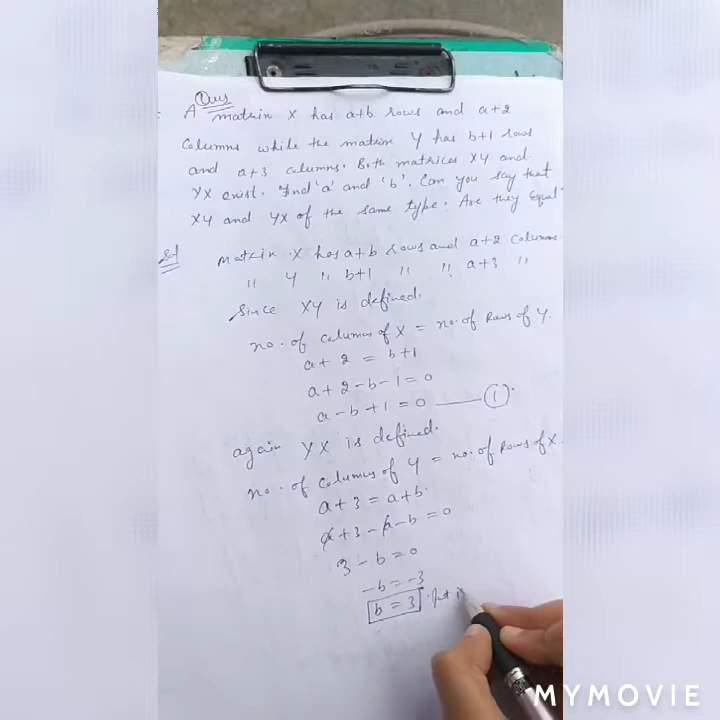 Ques
A matrix X has a+b rows and a+2
Columns while the matrix Y has b+1 rows
and a+3 columns. Both matrices XY and
YX exist. Find 'a' and 'b'. Can you say that
XY and YX of the same type. Are they Equal
Sol
matrix X has a+b rows and a+2 Columns
" Y " b+1 " " a+3 "
Since XY is defined.
no. of columns of X = no. of Rows of Y.
a+2 = b+1
a+2-b-1=0
a-b+1=0 —— (1).
again YX is defined.
no. of Columns of Y = no. of Rows of X.
a+3 = a+b.
a+3-a-b=0
3-b=0
-b=-3
b=3 . Put i
MYMOVIE